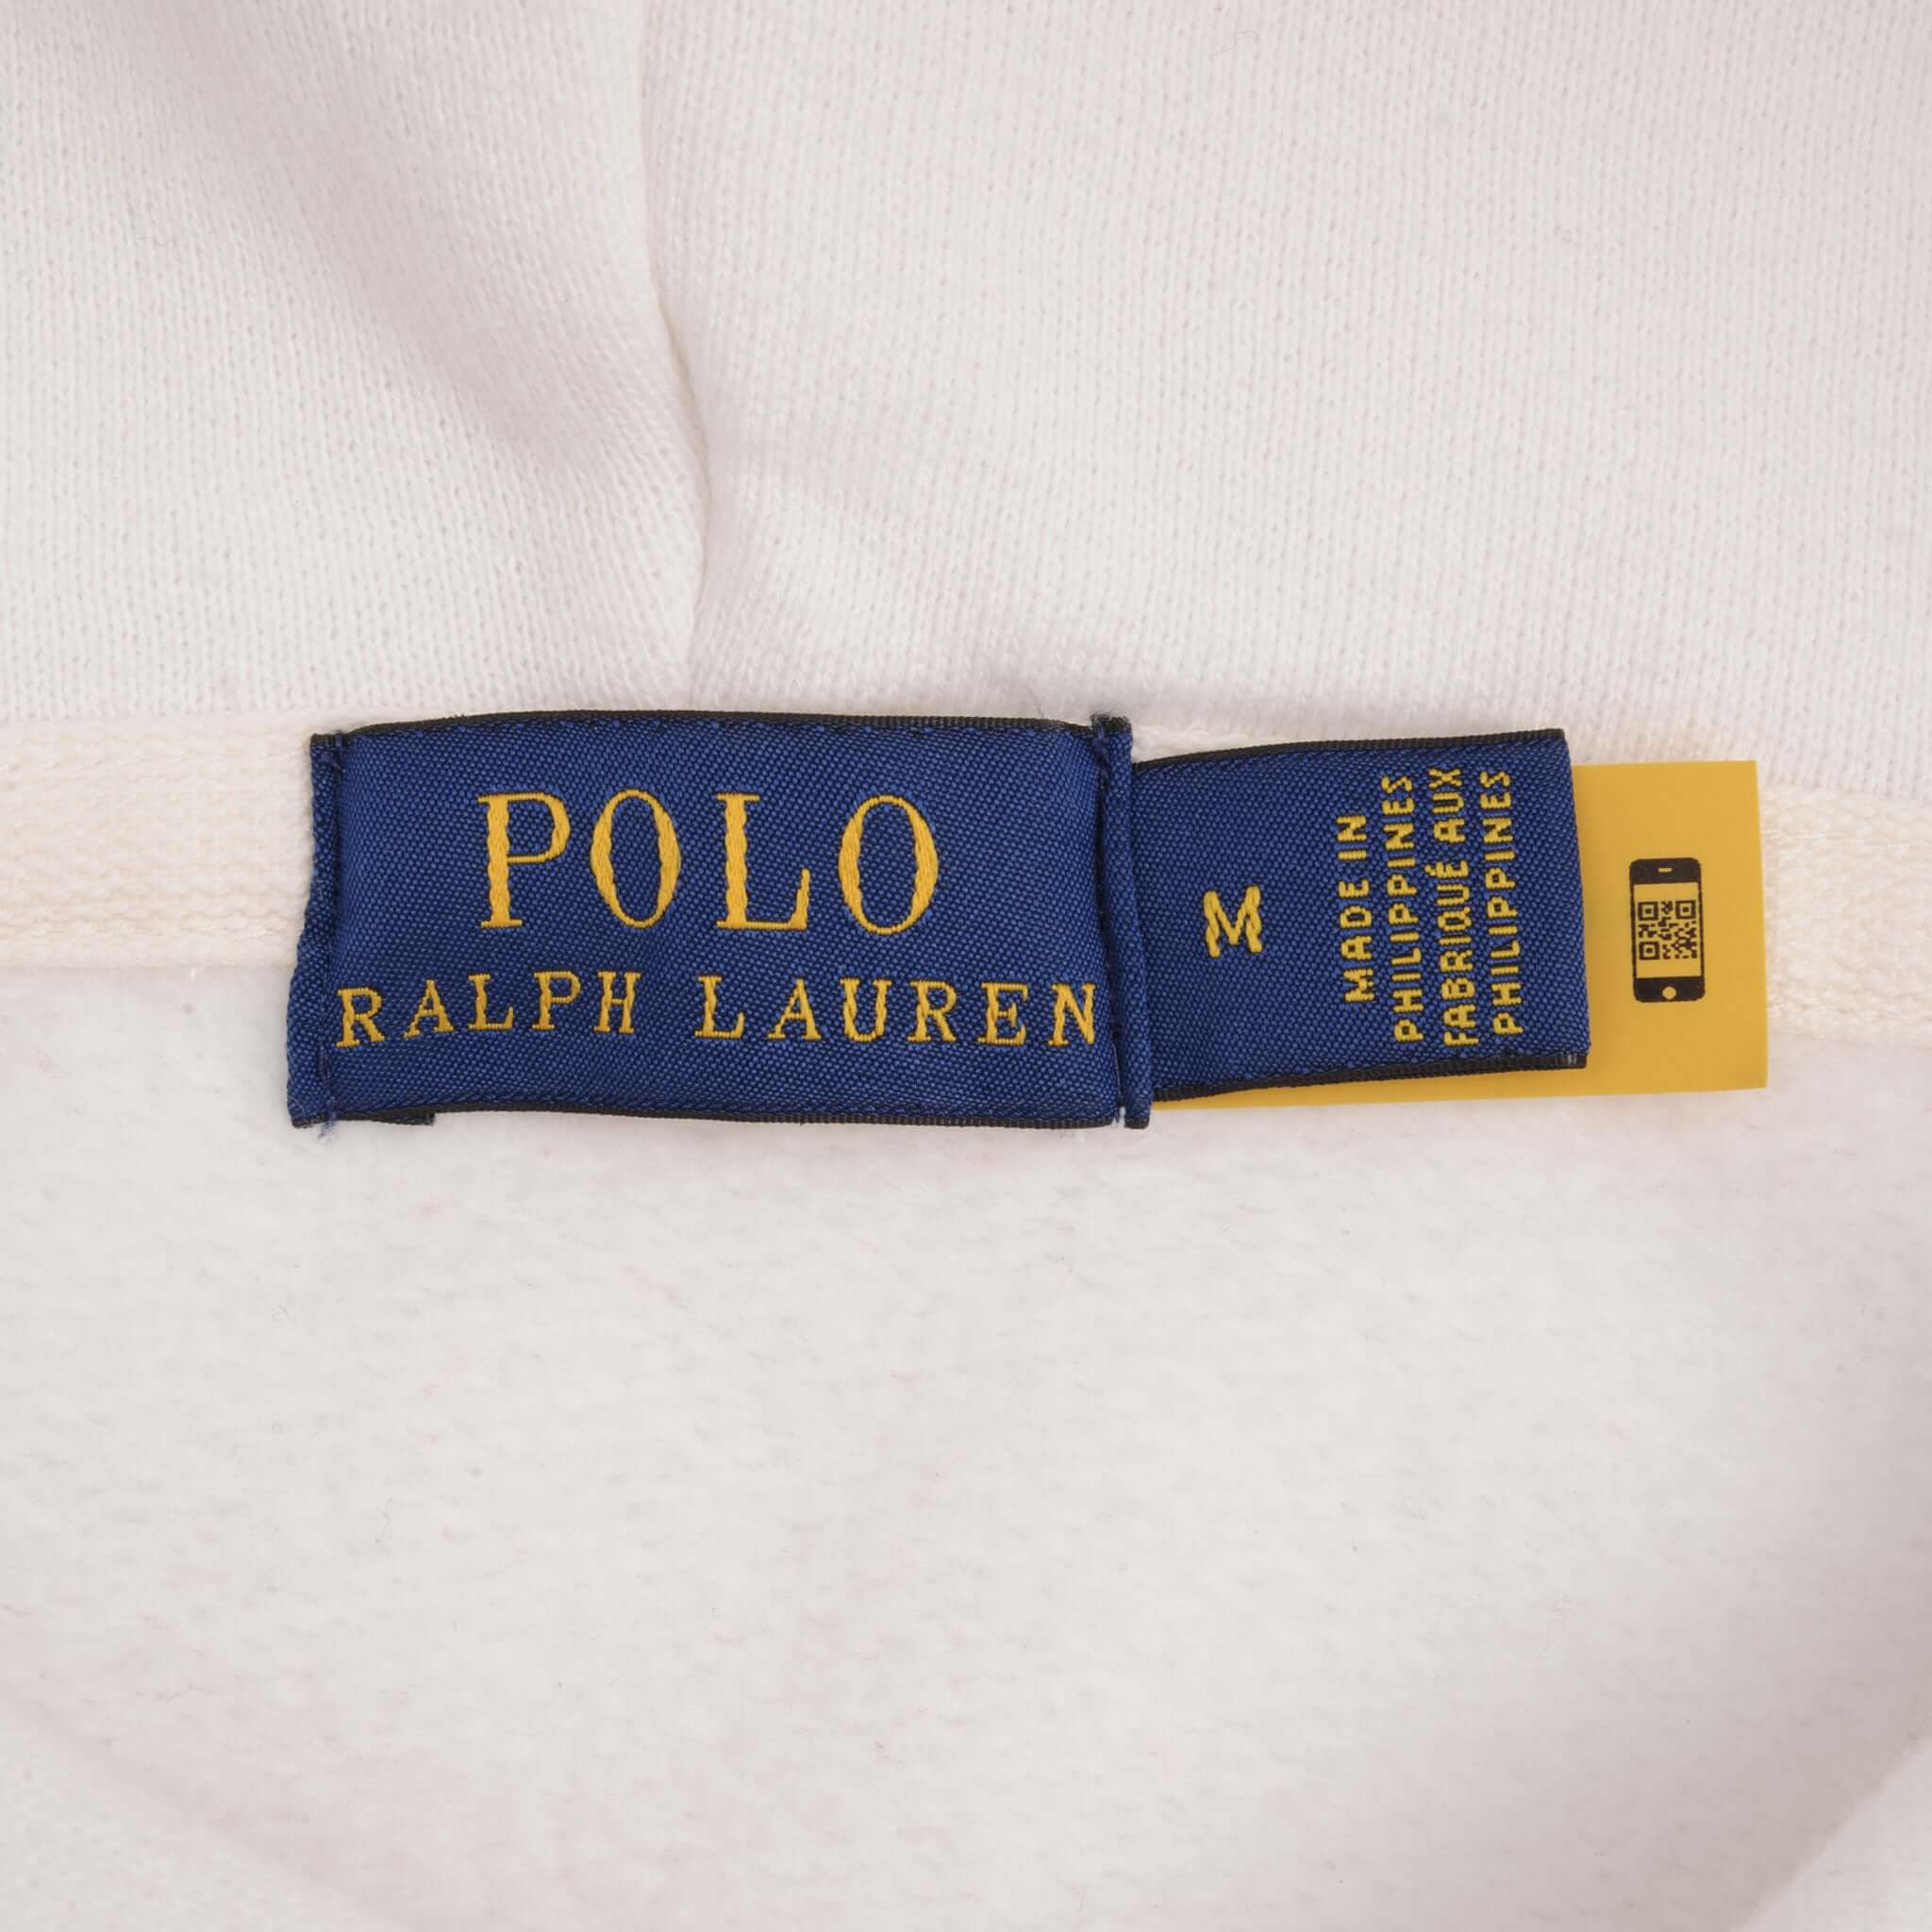 POLO
RALPH LAUREN
M
MADE IN
PHILIPPINES
FABRIQUÉ AUX
PHILIPPINES